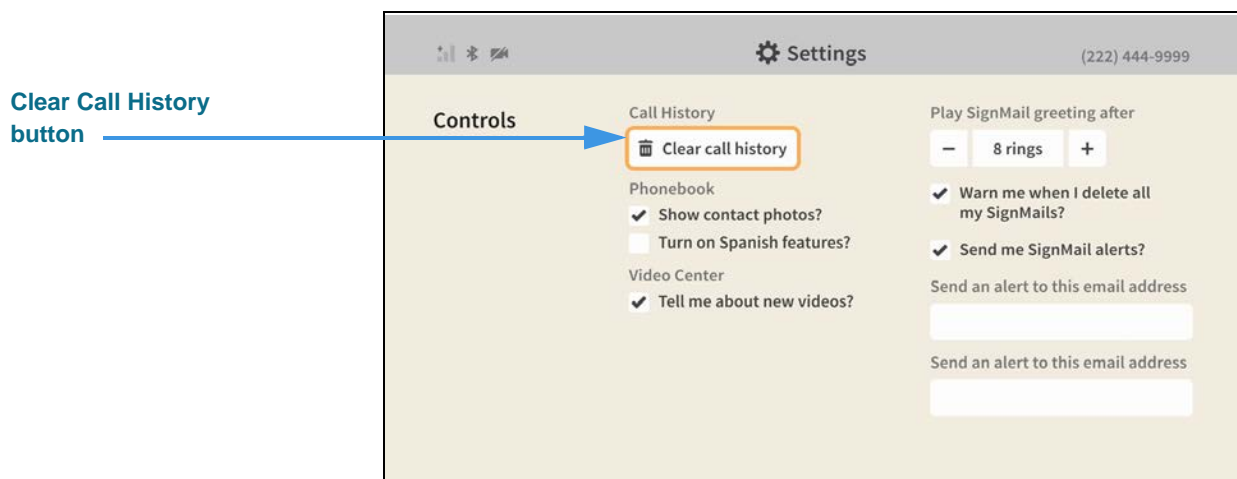 Settings
(222) 444-9999
Clear Call History
button
Controls
Call History
Clear call history
Phonebook
Show contact photos?
Turn on Spanish features?
Video Center
Tell me about new videos?
Play SignMail greeting after
− 8 rings +
Warn me when I delete all
my SignMails?
Send me SignMail alerts?
Send an alert to this email address
Send an alert to this email address